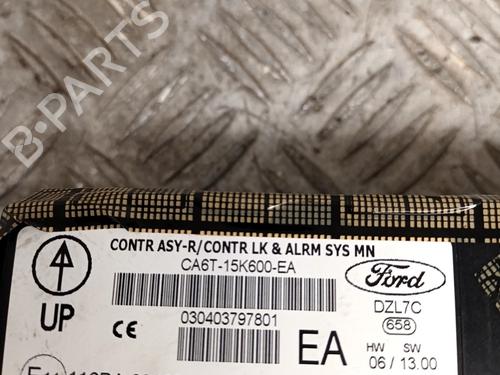 CONTR ASY-R/CONTR LK & ALRM SYS MN
CA6T-15K600-EA
Ford
UP
CE
030403797801
EA
DZL7C
658
HW SW
06 / 13.00